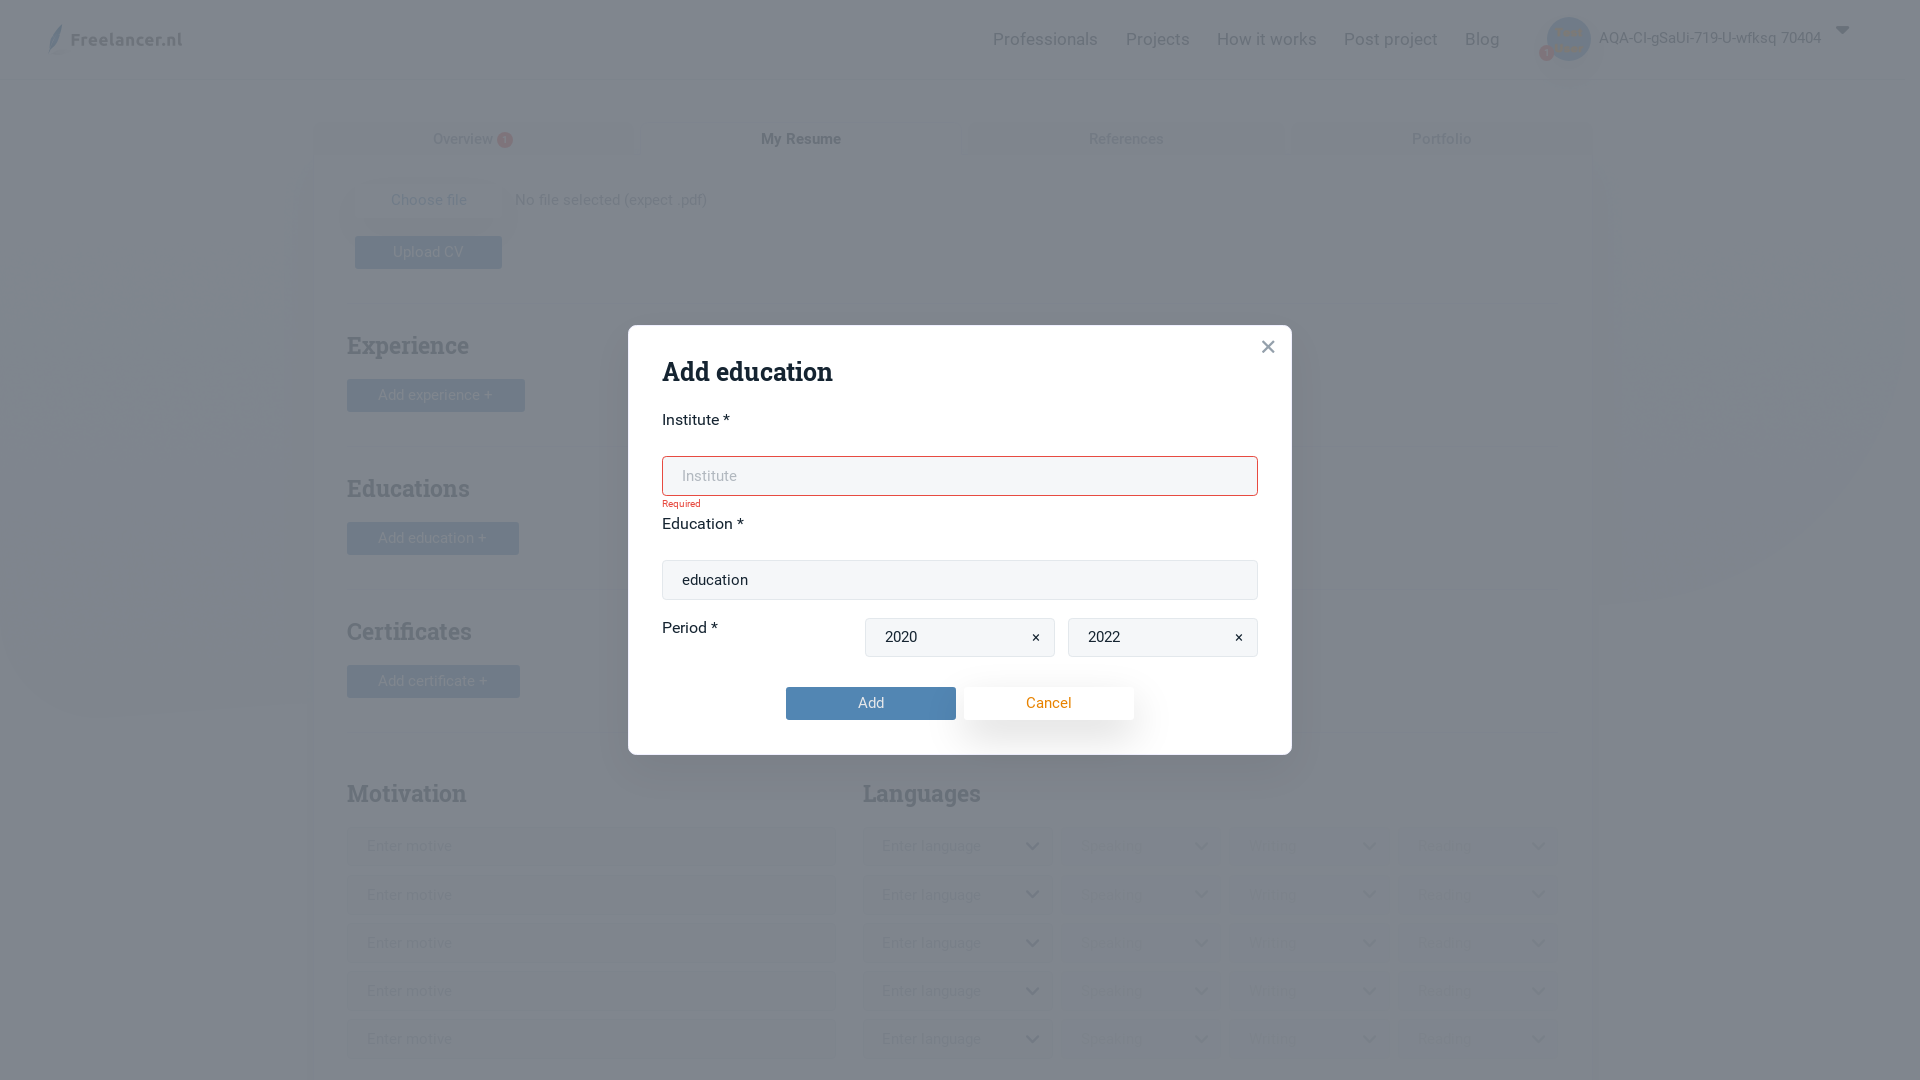 Freelancer.nl
Professionals
Projects
How it works
Post project
Blog
AQA-CI-gSaUi-719-U-wfksq 70404
Overview
My Resume
References
Portfolio
Choose file
No file selected (expect .pdf)
Upload CV
Experience
Add experience +
Educations
Add education +
Certificates
Add certificate +
Add education
Institute *
Institute
Required
Education *
education
Period *
2020 ×
2022 ×
Add
Cancel
Motivation
Languages
Enter motive
Enter language
Enter motive
Enter language
Enter motive
Enter language
Enter motive
Enter language
Enter motive
Enter language